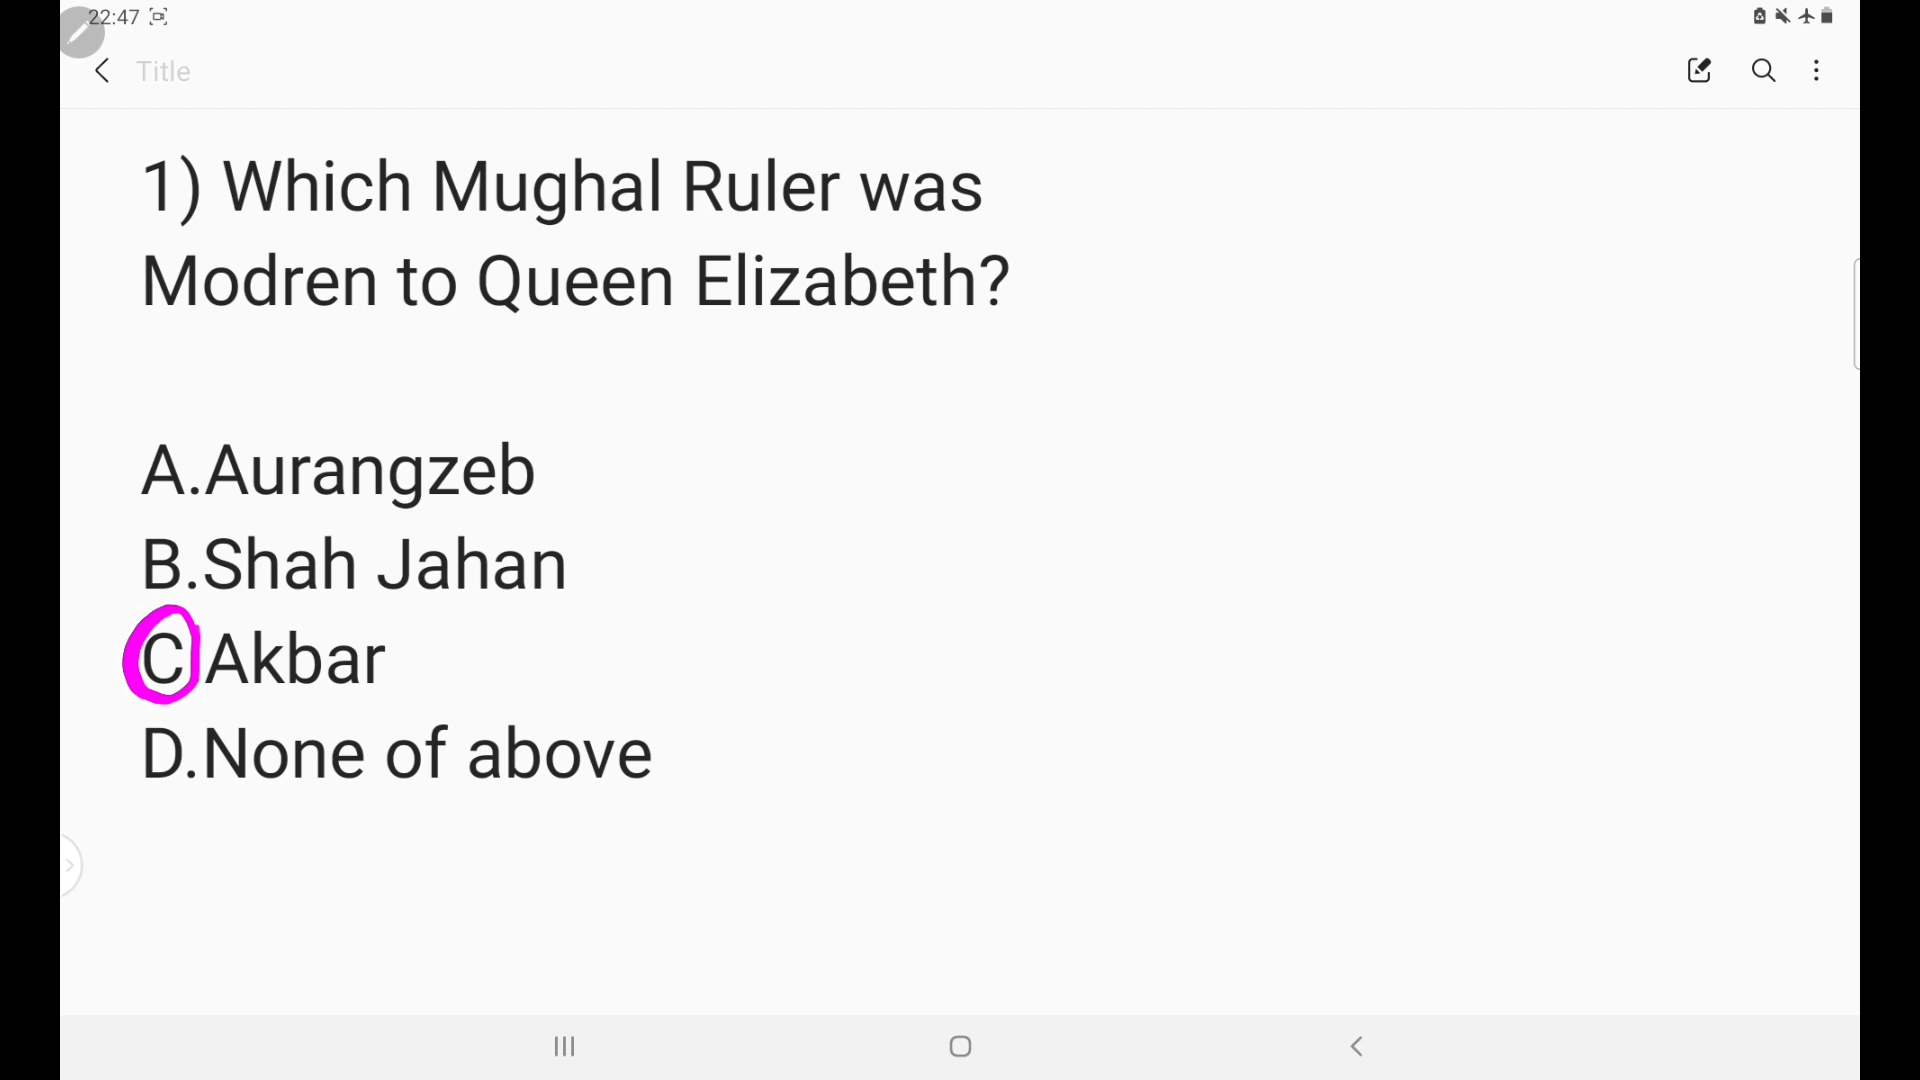 22:47
Title
1) Which Mughal Ruler was
Modren to Queen Elizabeth?
A.Aurangzeb
B.Shah Jahan
C Akbar
D.None of above